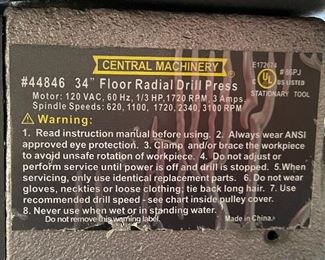 CENTRAL MACHINERY
E172674
#44846 34" Floor Radial Drill Press
Motor: 120 VAC, 60 Hz, 1/3 HP,1720 RPM, 3 Amps.
Spindle Speeds: 620, 1100, 1720, 2340, 3100 RPM
UL
US LISTED
# 86PJ
STATIONARY TOOL
Warning:
1. Read instruction manual before using. 2. Always wear ANSI
approved eye protection. 3. Clamp and/or brace the workpiece
to avoid unsafe rotation of workpiece. 4. Do not adjust or
perform service until power is off and drill is stopped. 5.When
servicing, only use identical replacement parts. 6. Do not wear
gloves, neckties or loose clothing; tie back long hair. 7. Use
recommended drill speed - see chart inside pulley cover.
8. Never use when wet or in standing water.
Do not remove this warning label.
Made in China.